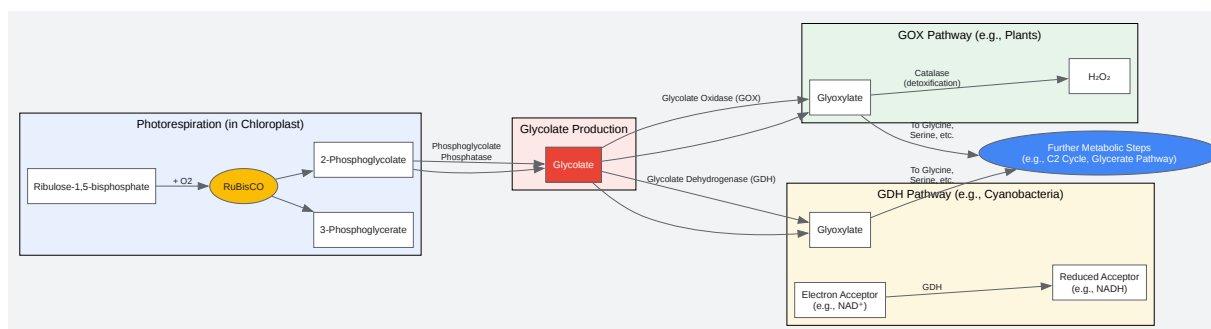 Photorespiration (in Chloroplast)
Ribulose-1,5-bisphosphate
+ O2
RuBisCO
2-Phosphoglycolate
3-Phosphoglycerate
Phosphoglycolate
Phosphatase
Glycolate Production
Glycolate
Glycolate Oxidase (GOX)
Glycolate Dehydrogenase (GDH)
GOX Pathway (e.g., Plants)
Glyoxylate
Catalase
(detoxification)
H₂O₂
To Glycine,
Serine, etc.
Further Metabolic Steps
(e.g., C2 Cycle, Glycerate Pathway)
To Glycine,
Serine, etc.
GDH Pathway (e.g., Cyanobacteria)
Glyoxylate
Electron Acceptor
(e.g., NAD⁺)
GDH
Reduced Acceptor
(e.g., NADH)